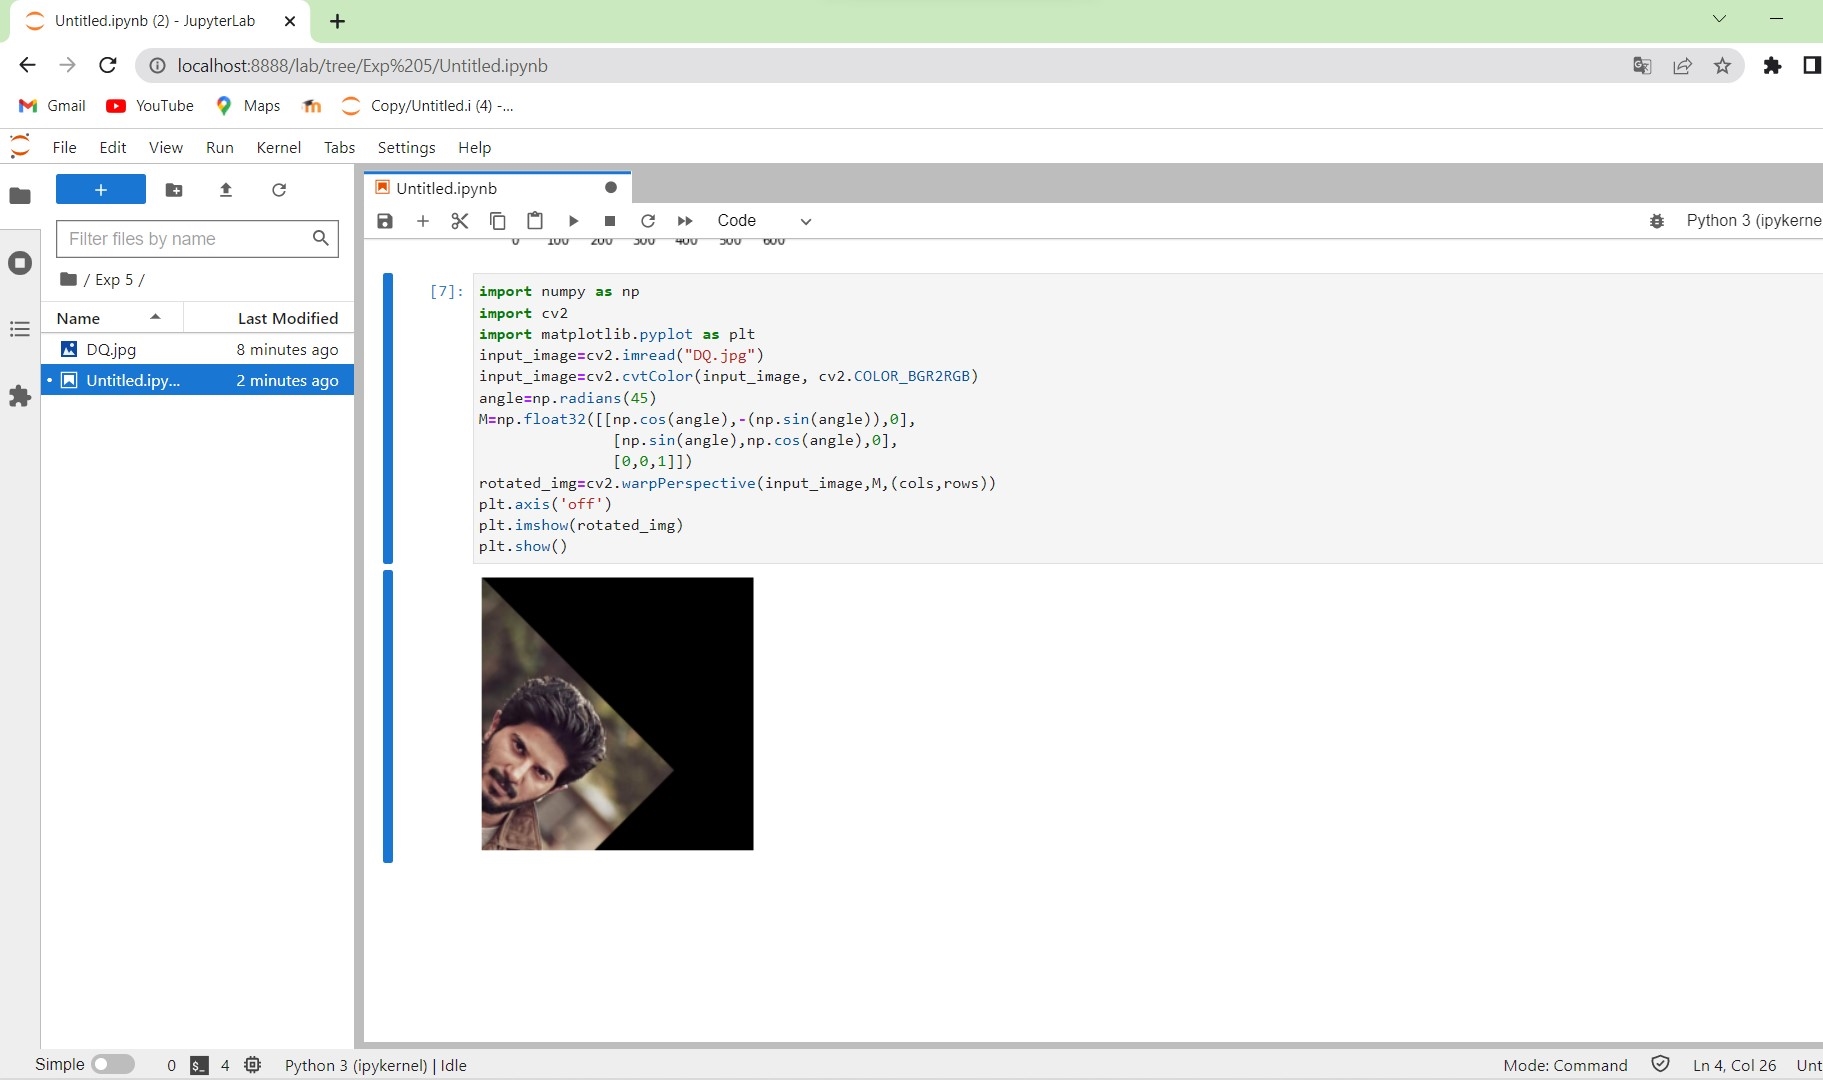 Untitled.ipynb (2) - JupyterLab
localhost:8888/lab/tree/Exp%205/Untitled.ipynb
Gmail YouTube Maps Copy/Untitled.i (4) -...
File Edit View Run Kernel Tabs Settings Help
Untitled.ipynb
Code
Python 3 (ipykerne
Filter files by name
/ Exp 5 /
Name Last Modified
DQ.jpg 8 minutes ago
Untitled.ipy... 2 minutes ago
0 100 200 300 400 500 600
[7]: import numpy as np
import cv2
import matplotlib.pyplot as plt
input_image=cv2.imread("DQ.jpg")
input_image=cv2.cvtColor(input_image, cv2.COLOR_BGR2RGB)
angle=np.radians(45)
M=np.float32([[np.cos(angle),-(np.sin(angle)),0],
[np.sin(angle),np.cos(angle),0],
[0,0,1]])
rotated_img=cv2.warpPerspective(input_image,M,(cols,rows))
plt.axis('off')
plt.imshow(rotated_img)
plt.show()
Simple 0 $_ 4 Python 3 (ipykernel) | Idle Mode: Command Ln 4, Col 26 Unt